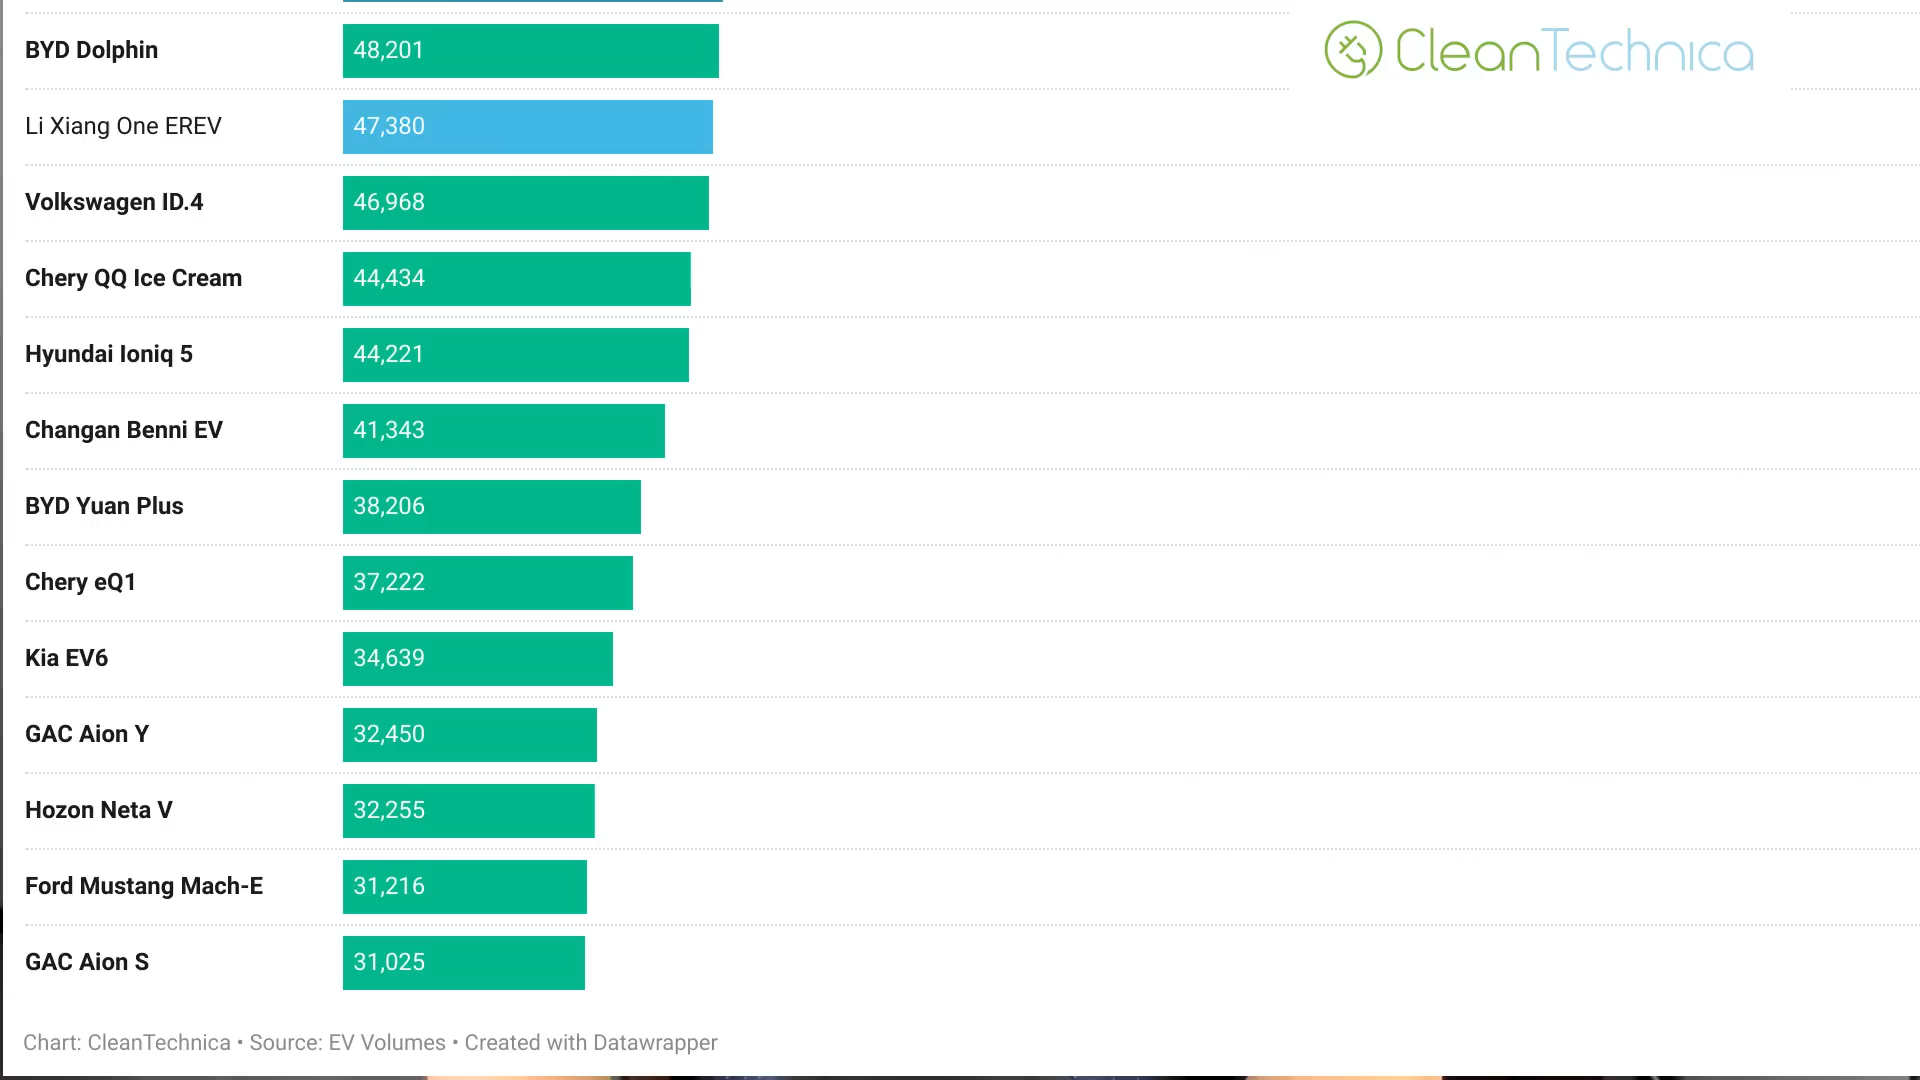 BYD Dolphin 48,201
CleanTechnica
Li Xiang One EREV 47,380
Volkswagen ID.4 46,968
Chery QQ Ice Cream 44,434
Hyundai Ioniq 5 44,221
Changan Benni EV 41,343
BYD Yuan Plus 38,206
Chery eQ1 37,222
Kia EV6 34,639
GAC Aion Y 32,450
Hozon Neta V 32,255
Ford Mustang Mach-E 31,216
GAC Aion S 31,025
Chart: CleanTechnica • Source: EV Volumes • Created with Datawrapper